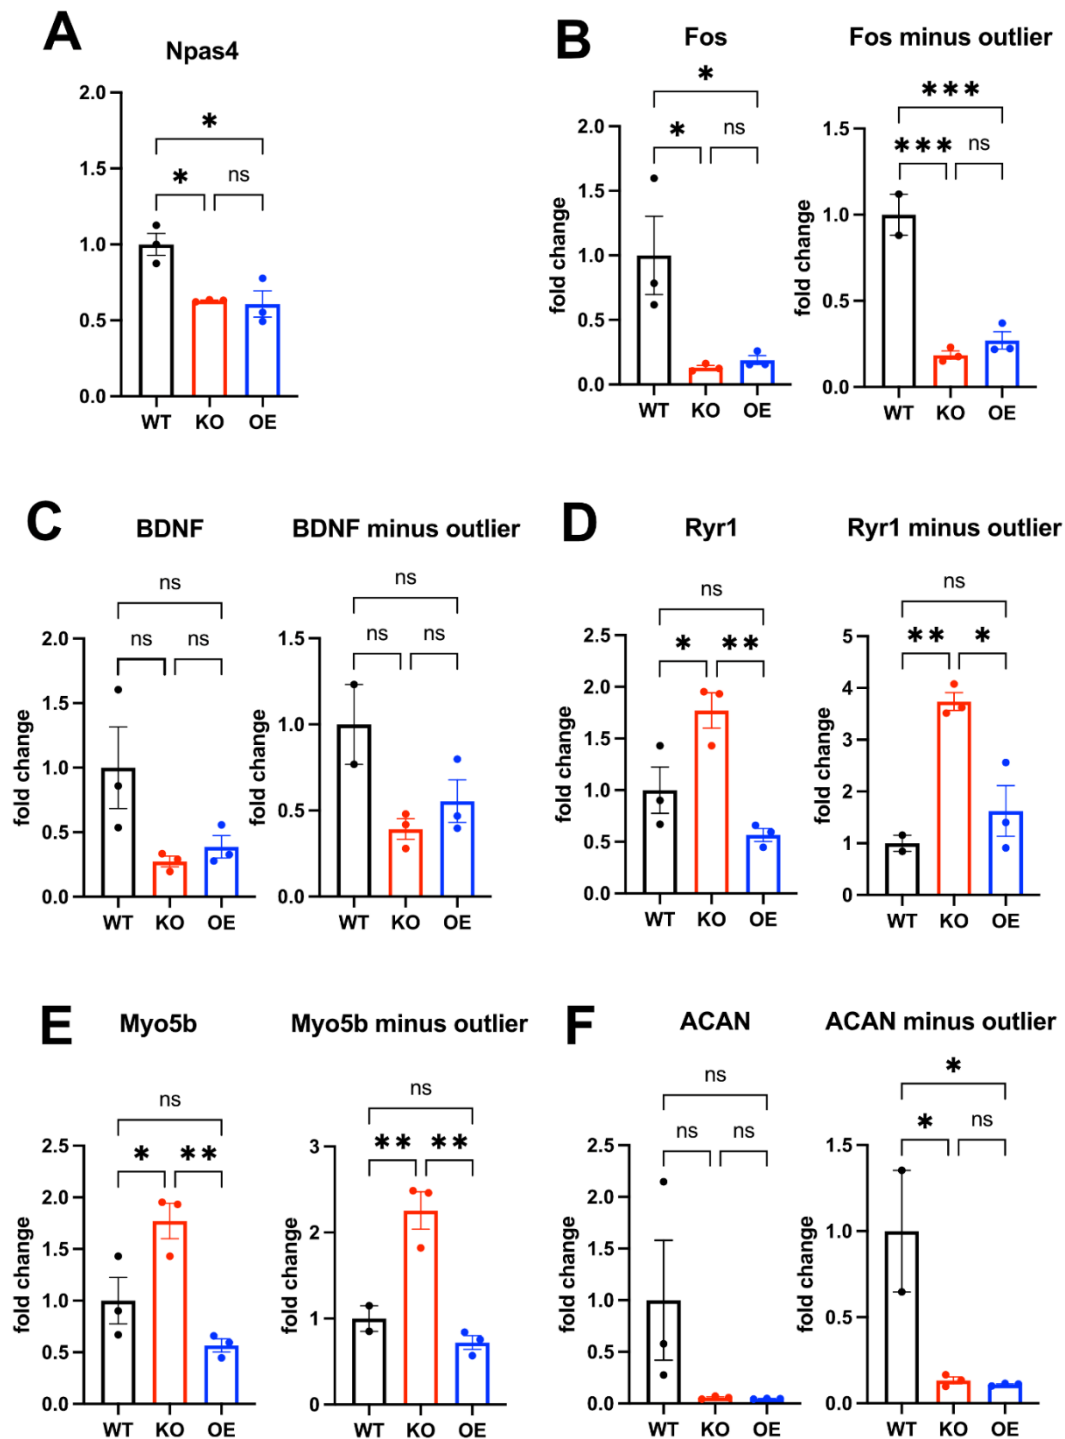 A
Npas4
2.0
1.5
1.0
0.5
0.0
*
*
ns
WT KO OE
B
Fos
fold change
2.0
1.5
1.0
0.5
0.0
*
*
ns
WT KO OE
Fos minus outlier
fold change
1.5
1.0
0.5
0.0
***
***
ns
WT KO OE
C
BDNF
fold change
2.0
1.5
1.0
0.5
0.0
ns
ns
ns
WT KO OE
BDNF minus outlier
fold change
1.5
1.0
0.5
0.0
ns
ns
ns
WT KO OE
D
Ryr1
fold change
2.5
2.0
1.5
1.0
0.5
0.0
ns
*
**
WT KO OE
Ryr1 minus outlier
fold change
5
4
3
2
1
0
ns
**
*
WT KO OE
E
Myo5b
fold change
2.5
2.0
1.5
1.0
0.5
0.0
ns
*
**
WT KO OE
Myo5b minus outlier
fold change
3
2
1
0
ns
**
**
WT KO OE
F
ACAN
fold change
2.5
2.0
1.5
1.0
0.5
0.0
ns
ns
ns
WT KO OE
ACAN minus outlier
fold change
1.5
1.0
0.5
0.0
*
*
ns
WT KO OE